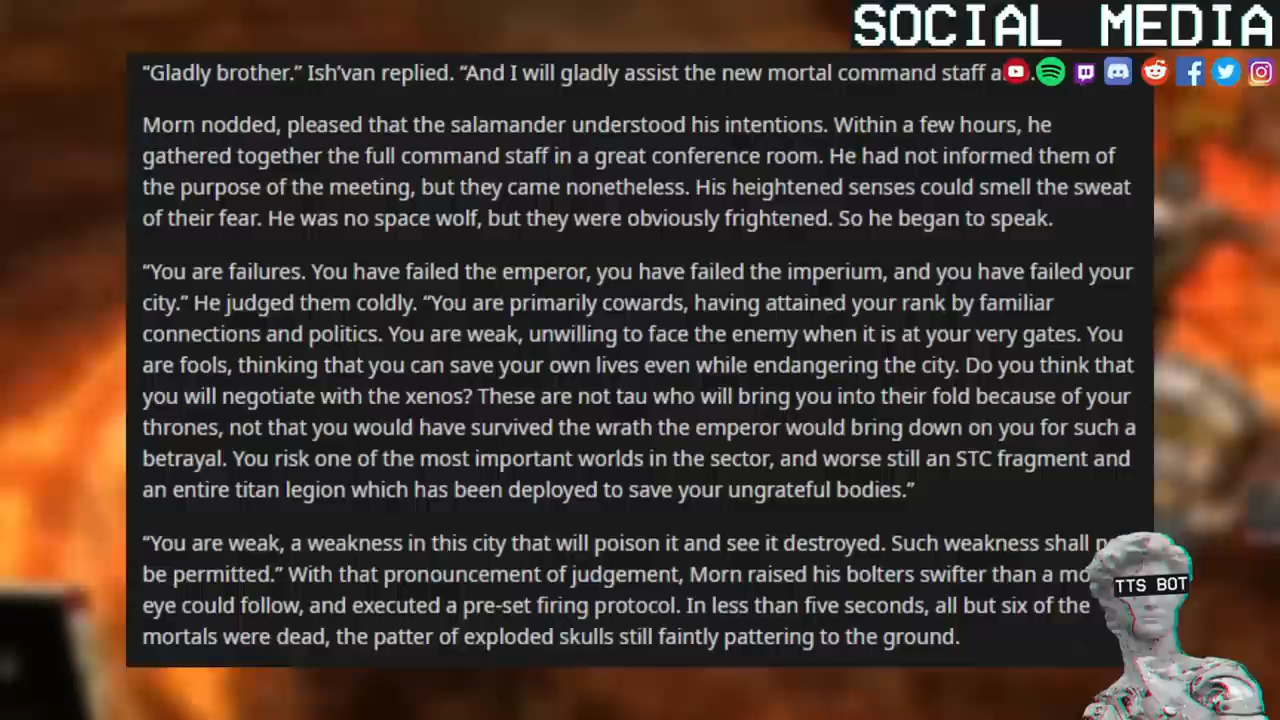 SOCIAL MEDIA
“Gladly brother.” Ish’van replied. “And I will gladly assist the new mortal command staff
Morn nodded, pleased that the salamander understood his intentions. Within a few hours, he
gathered together the full command staff in a great conference room. He had not informed them of
the purpose of the meeting, but they came nonetheless. His heightened senses could smell the sweat
of their fear. He was no space wolf, but they were obviously frightened. So he began to speak.
“You are failures. You have failed the emperor, you have failed the imperium, and you have failed your
city.” He judged them coldly. “You are primarily cowards, having attained your rank by familiar
connections and politics. You are weak, unwilling to face the enemy when it is at your very gates. You
are fools, thinking that you can save your own lives even while endangering the city. Do you think that
you will negotiate with the xenos? These are not tau who will bring you into their fold because of your
thrones, not that you would have survived the wrath the emperor would bring down on you for such a
betrayal. You risk one of the most important worlds in the sector, and worse still an STC fragment and
an entire titan legion which has been deployed to save your ungrateful bodies.”
“You are weak, a weakness in this city that will poison it and see it destroyed. Such weakness shall
be permitted.” With that pronouncement of judgement, Morn raised his bolters swifter than a
eye could follow, and executed a pre-set firing protocol. In less than five seconds, all but six of the
mortals were dead, the patter of exploded skulls still faintly pattering to the ground.
TTS BOT